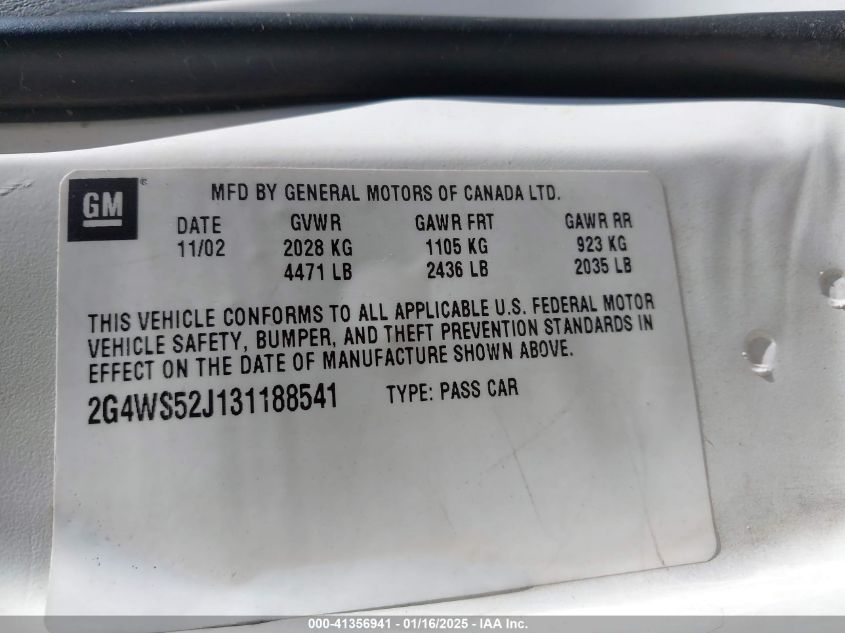 GM® MFD BY GENERAL MOTORS OF CANADA LTD.
DATE GVWR GAWR FRT GAWR RR
11/02 2028 KG 1105 KG 923 KG
4471 LB 2436 LB 2035 LB
THIS VEHICLE CONFORMS TO ALL APPLICABLE U.S. FEDERAL MOTOR
VEHICLE SAFETY, BUMPER, AND THEFT PREVENTION STANDARDS IN
EFFECT ON THE DATE OF MANUFACTURE SHOWN ABOVE.
2G4WS52J131188541 TYPE: PASS CAR
000-41356941 - 01/16/2025 - IAA Inc.